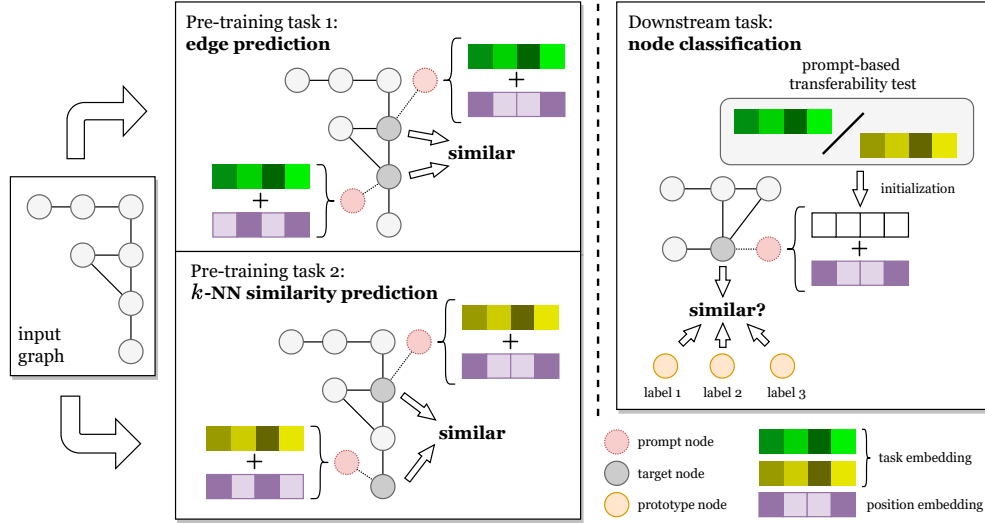 input
graph
Pre-training task 1:
edge prediction
+
similar
+
Pre-training task 2:
k-NN similarity prediction
+
similar
+
Downstream task:
node classification
prompt-based
transferability test
initialization
+
similar?
label 1 label 2 label 3
prompt node
target node
prototype node
task embedding
position embedding